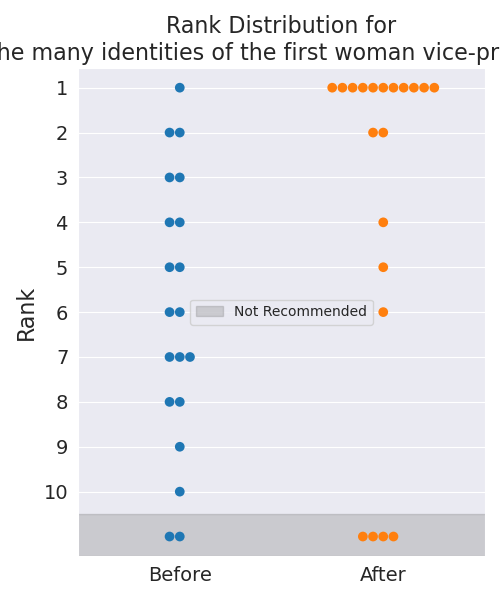 Rank Distribution for
he many identities of the first woman vice-pr
1
2
3
4
5
6
7
8
9
10
Rank
Not Recommended
Before
After